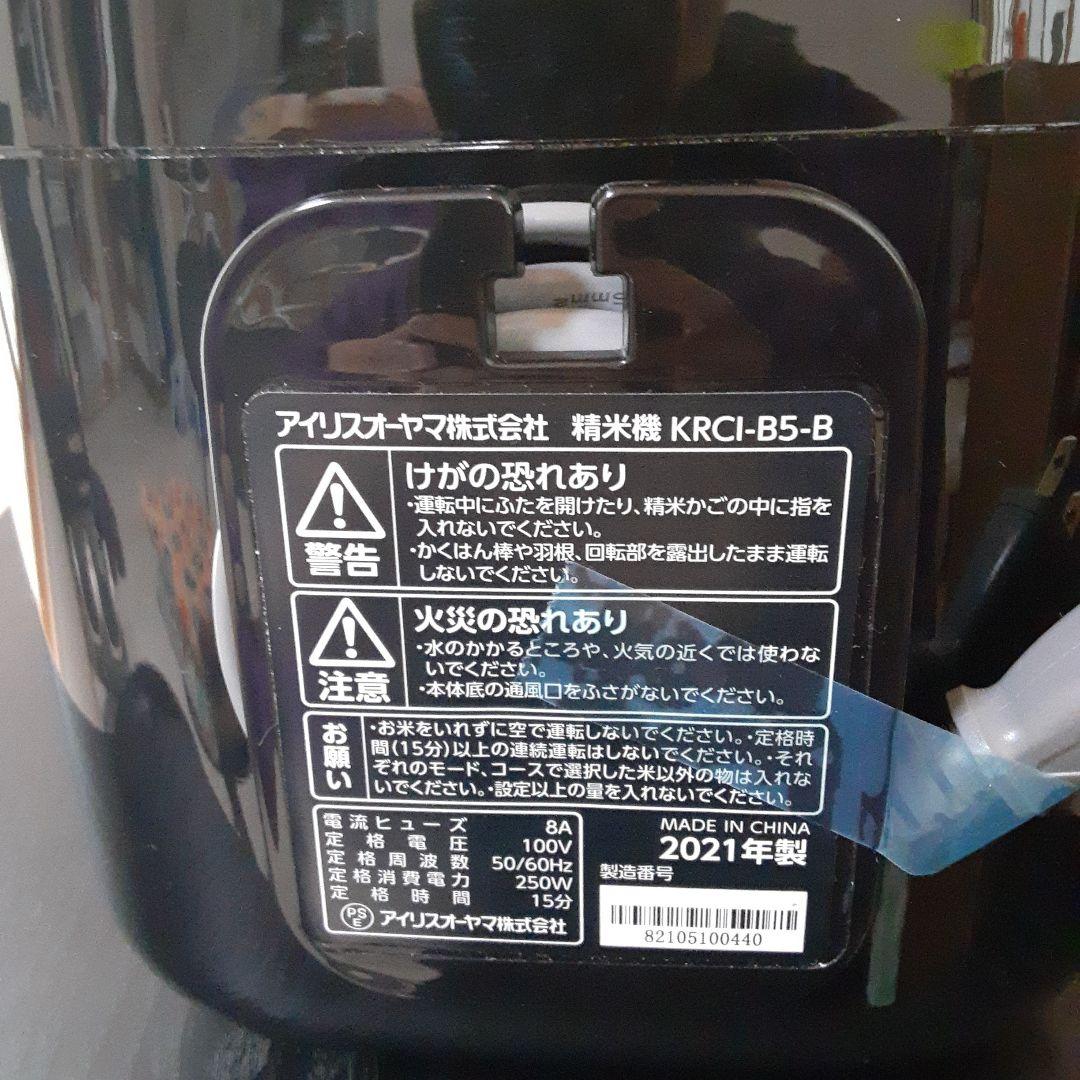 アイリスオーヤマ株式会社 精米機 KRCI-B5-B
けがの恐れあり
・運転中にふたを開けたり、精米かごの中に指を
入れないでください。
・かくはん棒や羽根、回転部を露出したまま運転
しないでください。
警告
火災の恐れあり
・水のかかるところや、火気の近くでは使わな
いでください。
・本体底の通風口をふさがないでください。
注意
お願い
・お米をいれずに空で運転しないでください。・定格時
間(15分)以上の連続運転はしないでください。・それ
ぞれのモード、コースで選択した米以外の物は入れな
いでください。・設定以上の量を入れないでください。
電流ヒューズ 8A
定格電圧 100V
定格周波数 50/60Hz
定格消費電力 250W
定格時間 15分
PSE アイリスオーヤマ株式会社
MADE IN CHINA
2021年製
製造番号
82105100440